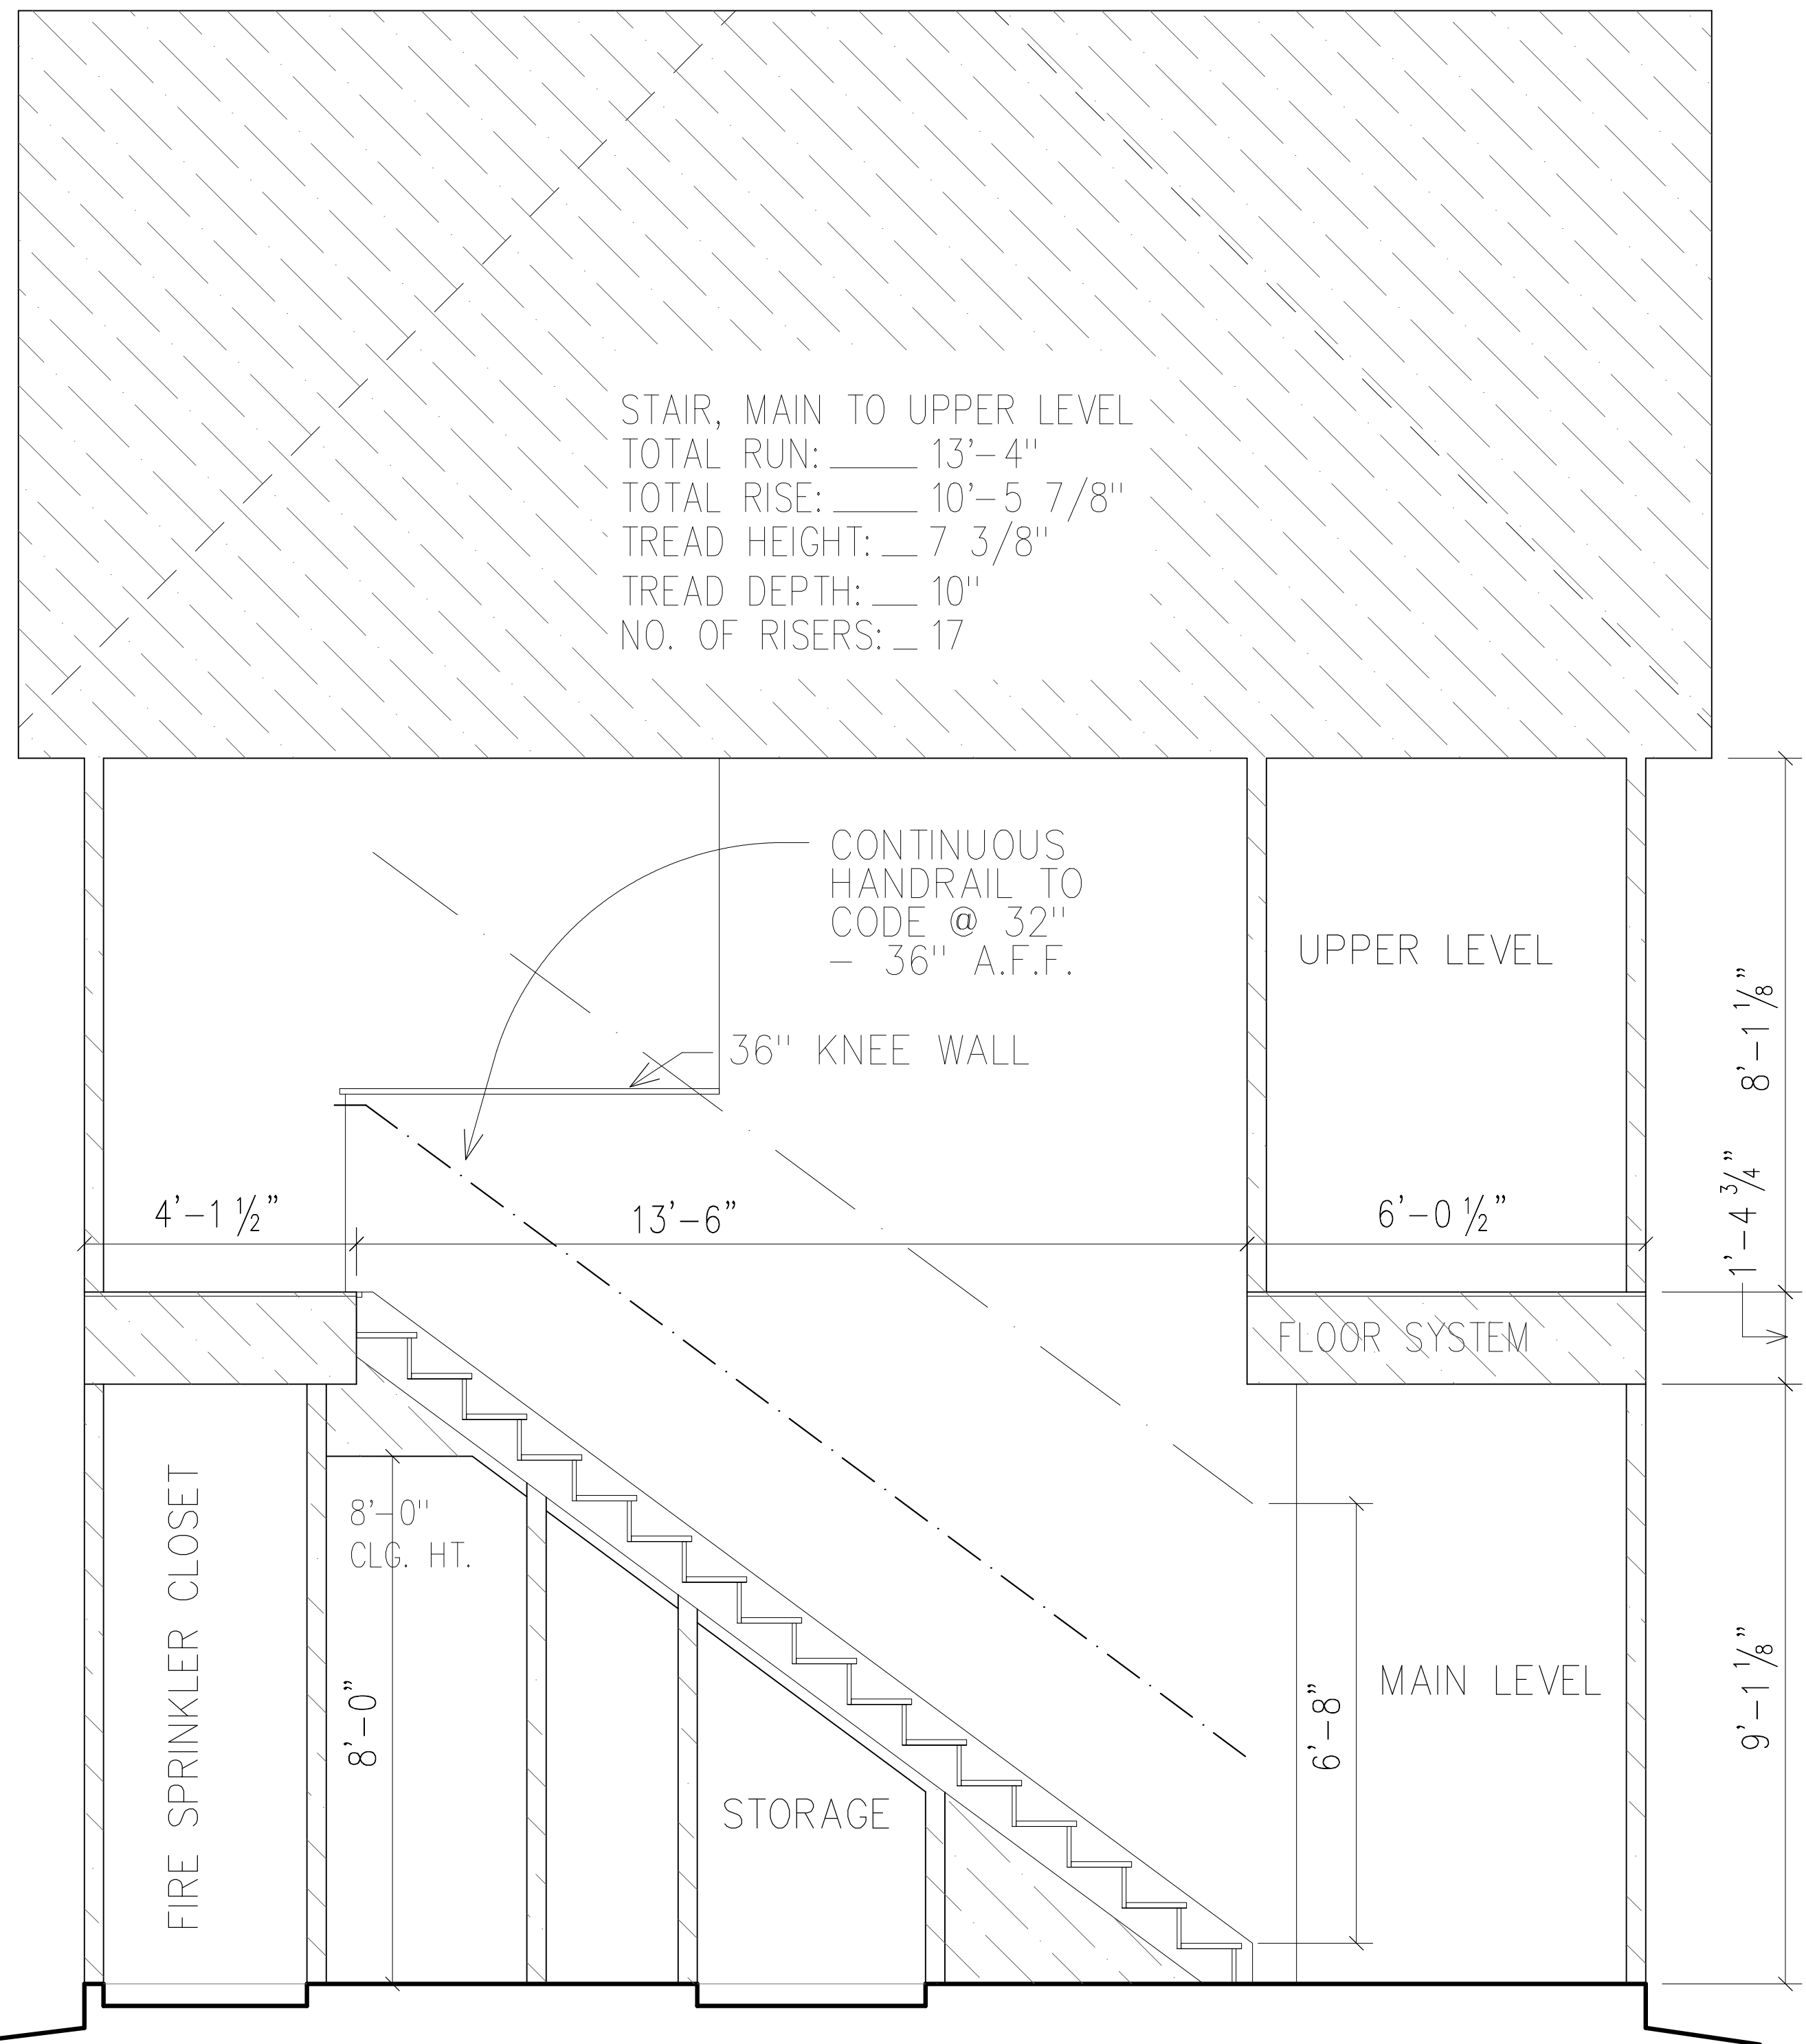 STAIR, MAIN TO UPPER LEVEL
TOTAL RUN: ____ 13'-4"
TOTAL RISE: ____ 10'-5 7/8"
TREAD HEIGHT: __ 7 3/8"
TREAD DEPTH: __ 10"
NO. OF RISERS: _ 17
CONTINUOUS
HANDRAIL TO
CODE @ 32"
- 36" A.F.F.
36" KNEE WALL
UPPER LEVEL
8'-1 1/8"
4'-1 1/2"
13'-6"
6'-0 1/2"
1'-4 3/4"
FLOOR SYSTEM
FIRE SPRINKLER CLOSET
8'-0"
CLG. HT.
8'-0"
STORAGE
6'-8"
MAIN LEVEL
9'-1 1/8"